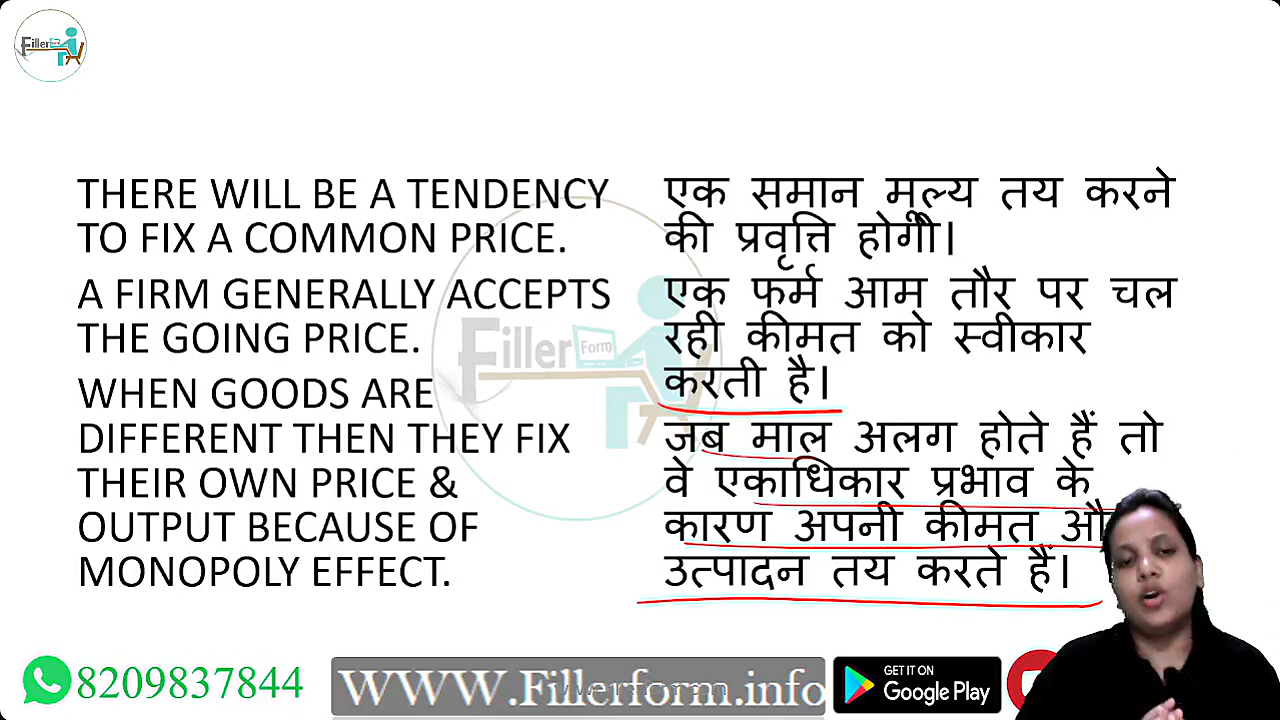 Filler
THERE WILL BE A TENDENCY
TO FIX A COMMON PRICE.
A FIRM GENERALLY ACCEPTS
THE GOING PRICE.
WHEN GOODS ARE
DIFFERENT THEN THEY FIX
THEIR OWN PRICE &
OUTPUT BECAUSE OF
MONOPOLY EFFECT.
एक समान मूल्य तय करने
की प्रवृत्ति होगी।
एक फर्म आम तौर पर चल
रही कीमत को स्वीकार
करती है।
जब माल अलग होते हैं तो
वे एकाधिकार प्रभाव के
कारण अपनी कीमत
उत्पादन तय करते हैं।
Filler Form
8209837844
WWW.Fillerform.info
GET IT ON
Google Play